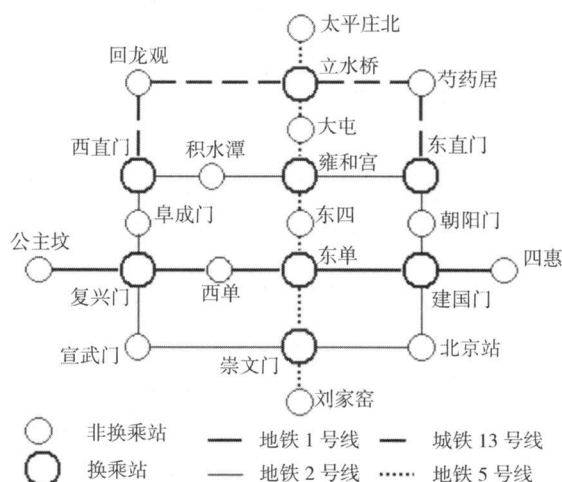 太平庄北
回龙观
立水桥
芍药居
大屯
西直门
积水潭
雍和宫
东直门
阜成门
东四
朝阳门
公主坟
东单
四惠
复兴门
西单
建国门
宣武门
崇文门
北京站
刘家窑
非换乘站 地铁1号线 城铁13号线
换乘站 地铁2号线 地铁5号线